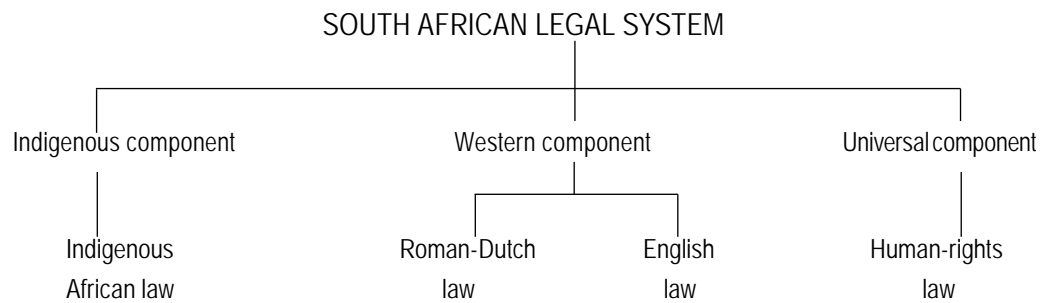 SOUTH AFRICAN LEGAL SYSTEM
Indigenous component
Western component
Universal component
Indigenous
African law
Roman-Dutch
law
English
law
Human-rights
law